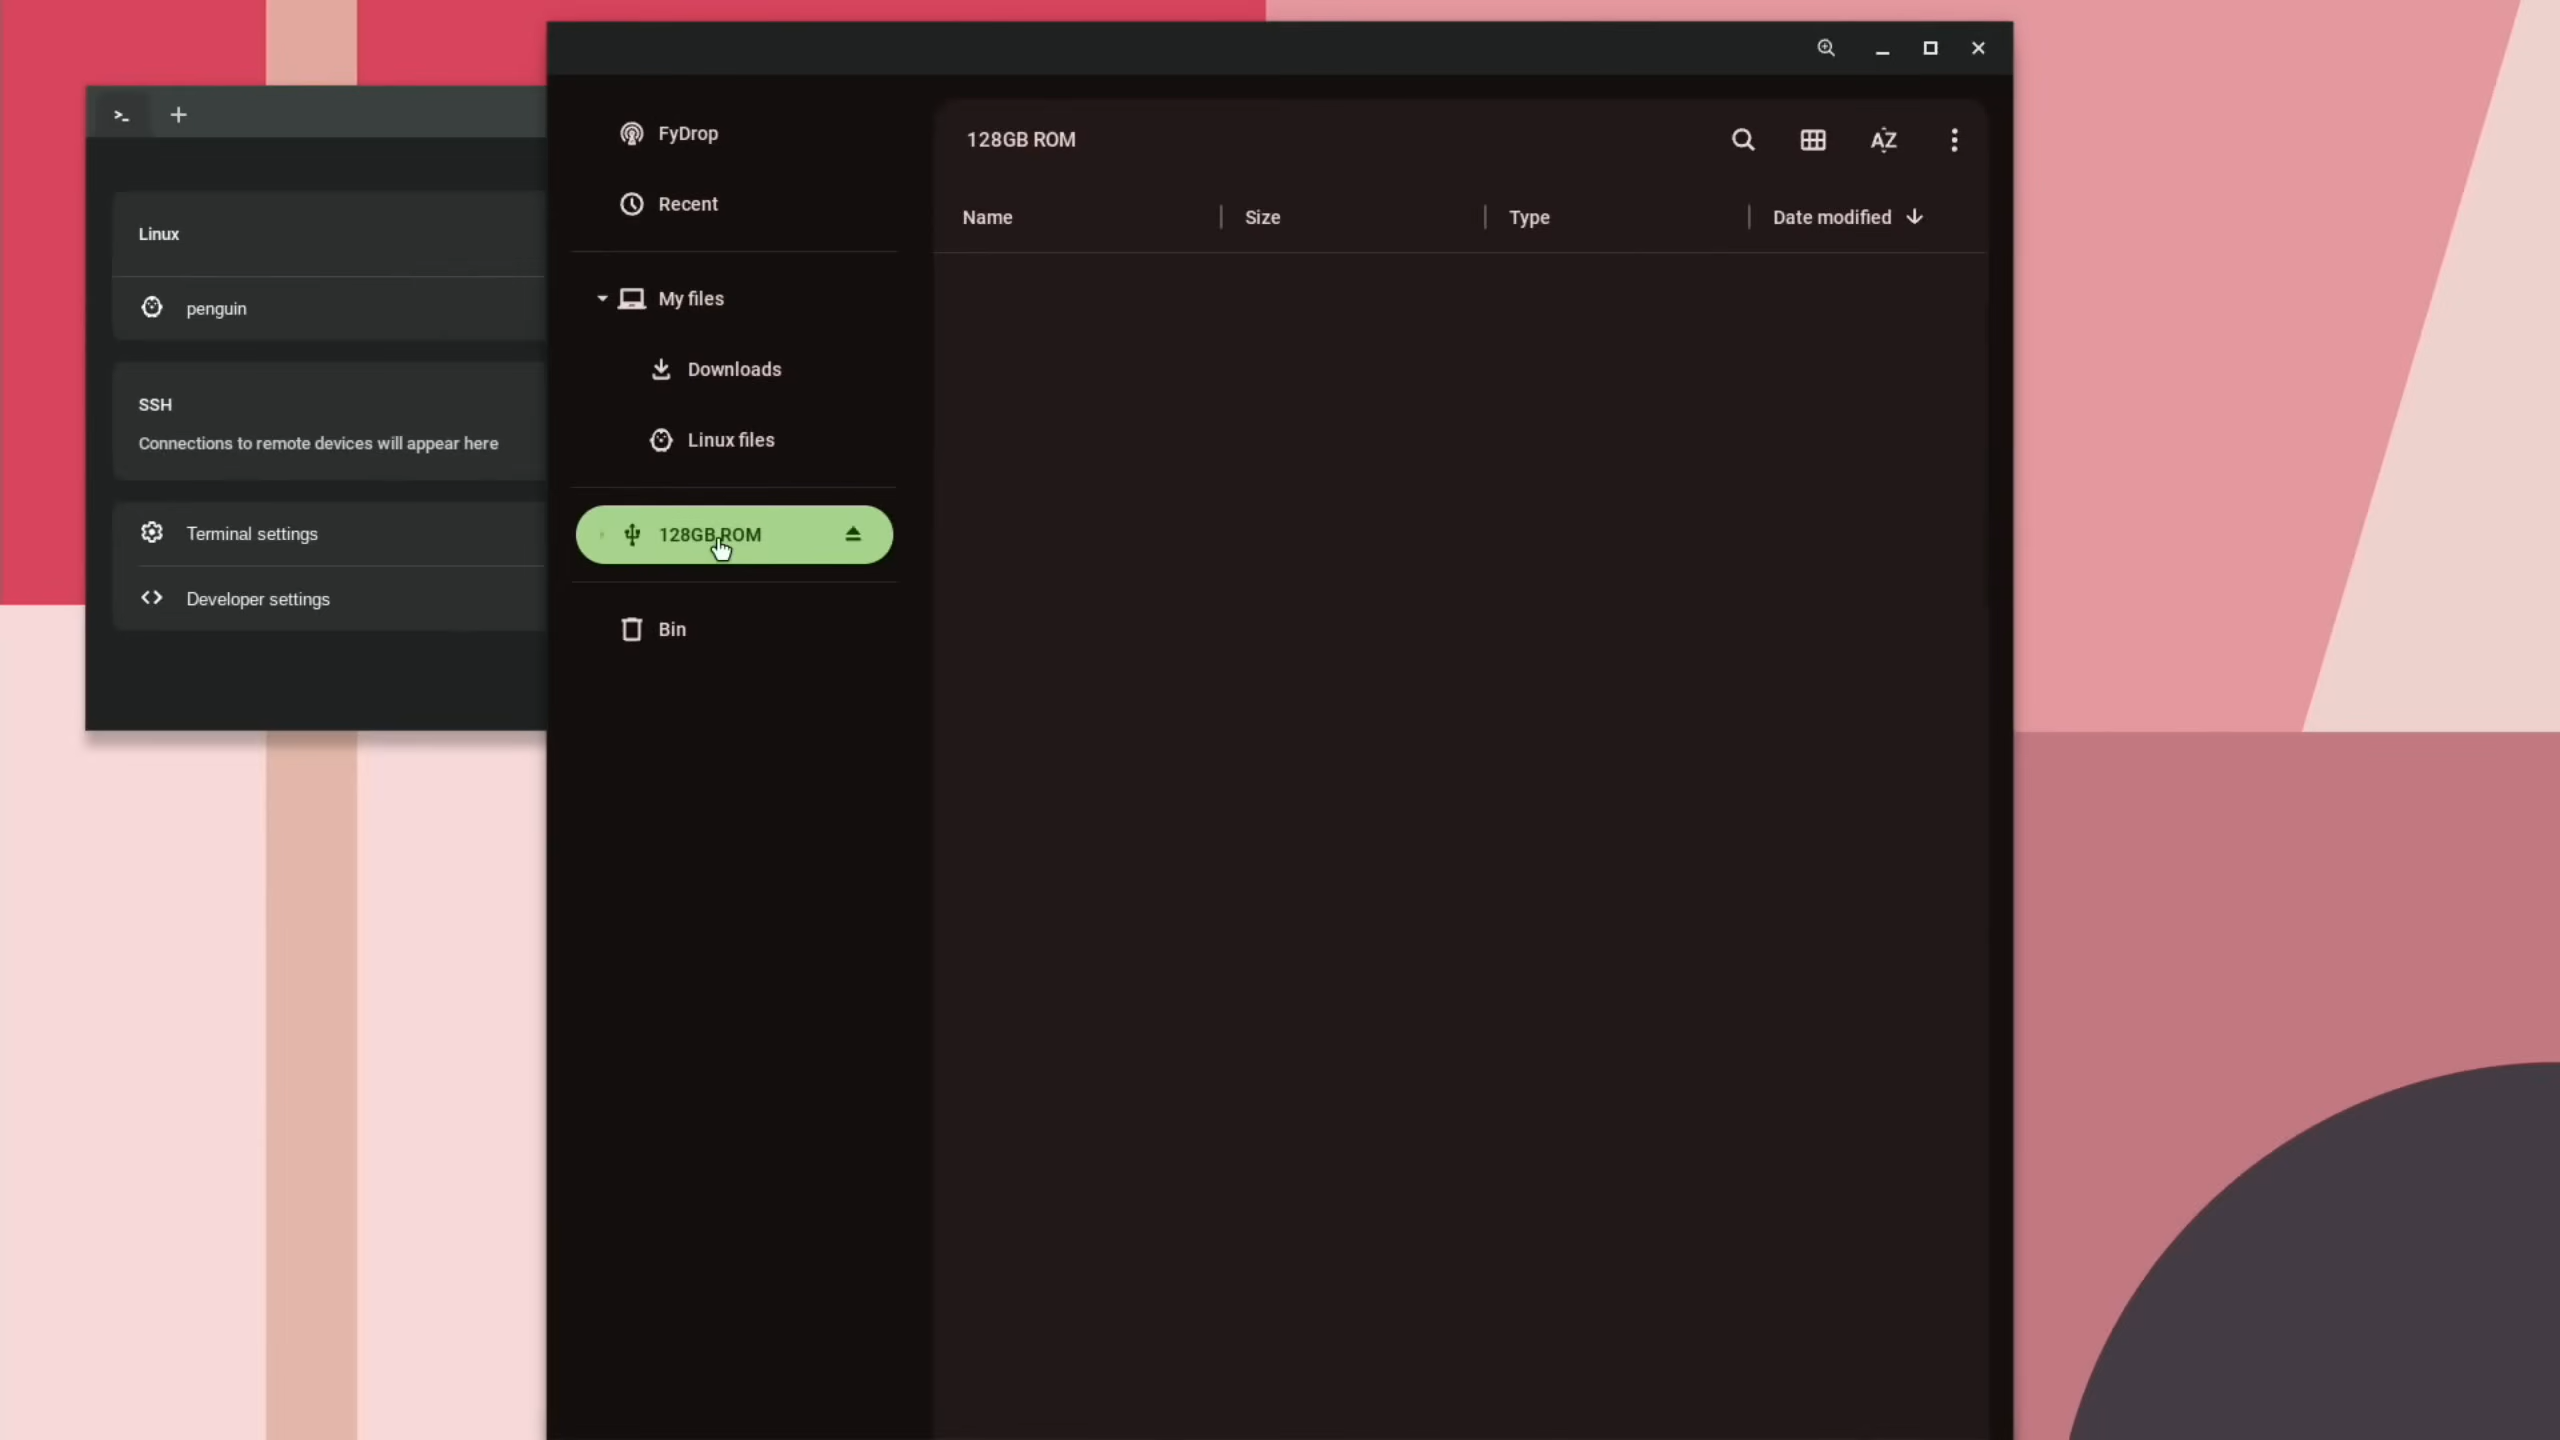 Linux
penguin
SSH
Connections to remote devices will appear here
Terminal settings
Developer settings
FyDrop
Recent
My files
Downloads
Linux files
128GB ROM
Bin
128GB ROM
AZ
Name
Size
Type
Date modified